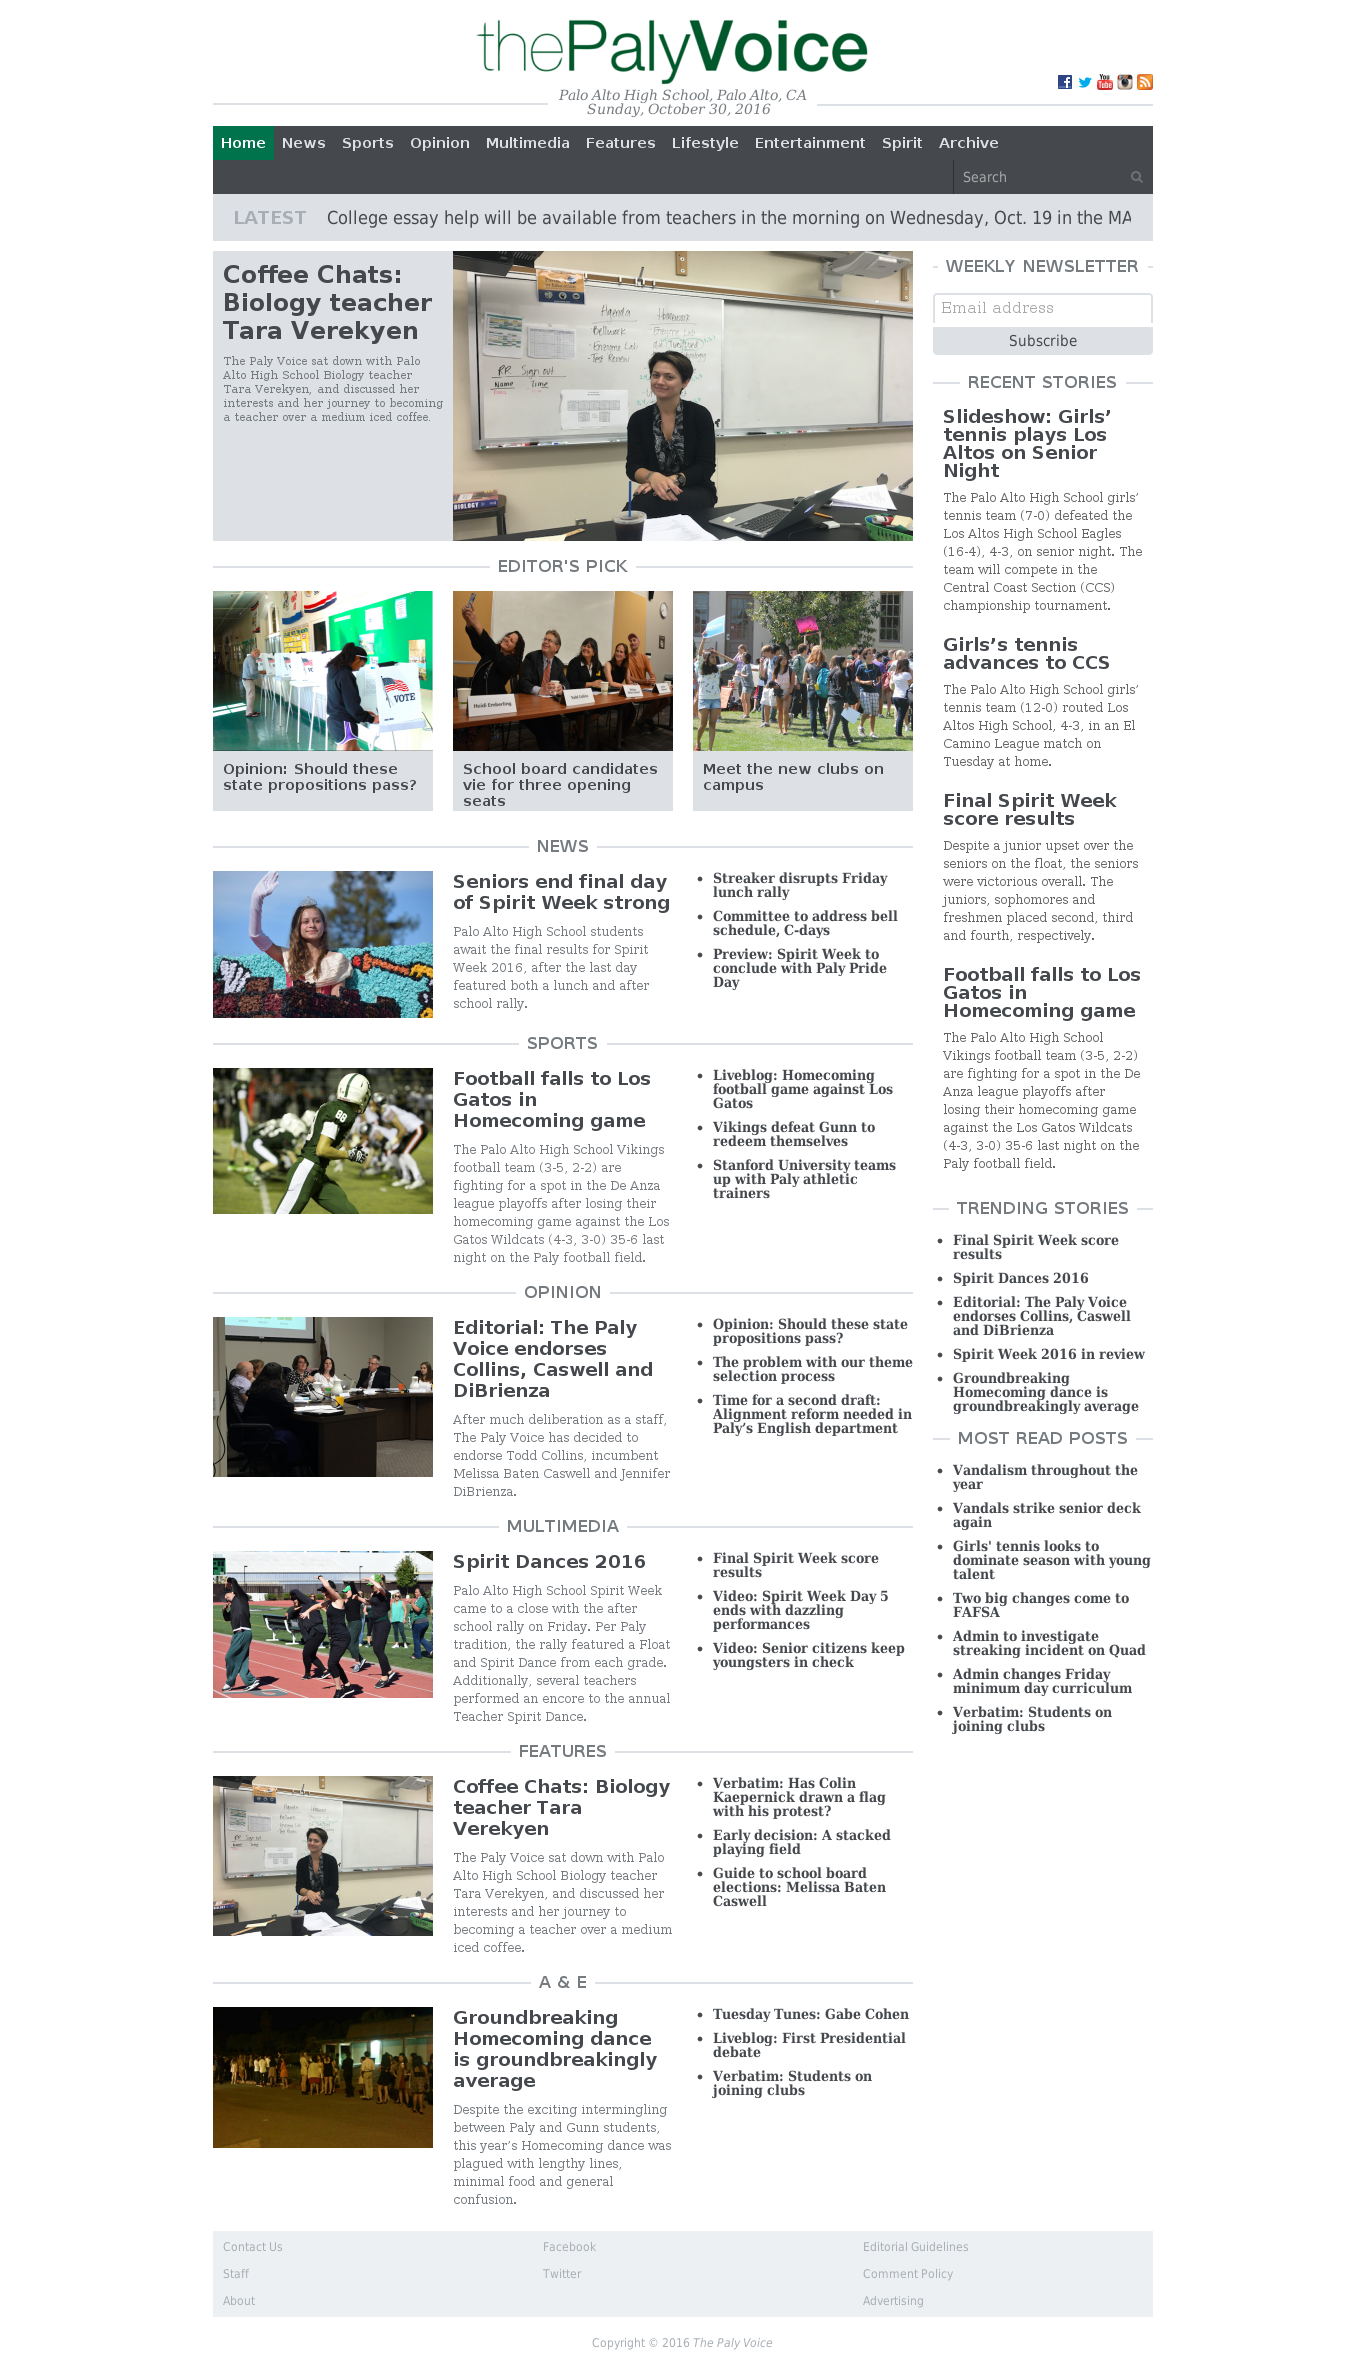 thePalyVoice
Palo Alto High School, Palo Alto, CA
Sunday, October 30, 2016
Home News Sports Opinion Multimedia Features Lifestyle Entertainment Spirit Archive
Search
LATEST College essay help will be available from teachers in the morning on Wednesday, Oct. 19 in the MA
Coffee Chats:
Biology teacher
Tara Verekyen
The Paly Voice sat down with Palo
Alto High School Biology teacher
Tara Verekyen, and discussed her
interests and her journey to becoming
a teacher over a medium iced coffee.
Agenda
Homework
Bellwork
Enzyme Lab
Test Review
RR Sign out
Name Time
BIOLOGY
EDITOR'S PICK
VOTE
Opinion: Should these
state propositions pass?
Heidi Emberling
Todd Collins
School board candidates
vie for three opening
seats
Meet the new clubs on
campus
NEWS
Seniors end final day
of Spirit Week strong
Palo Alto High School students
await the final results for Spirit
Week 2016, after the last day
featured both a lunch and after
school rally.
• Streaker disrupts Friday
lunch rally
• Committee to address bell
schedule, C-days
• Preview: Spirit Week to
conclude with Paly Pride
Day
SPORTS
88
Football falls to Los
Gatos in
Homecoming game
The Palo Alto High School Vikings
football team (3-5, 2-2) are
fighting for a spot in the De Anza
league playoffs after losing their
homecoming game against the Los
Gatos Wildcats (4-3, 3-0) 35-6 last
night on the Paly football field.
• Liveblog: Homecoming
football game against Los
Gatos
• Vikings defeat Gunn to
redeem themselves
• Stanford University teams
up with Paly athletic
trainers
OPINION
Editorial: The Paly
Voice endorses
Collins, Caswell and
DiBrienza
After much deliberation as a staff,
The Paly Voice has decided to
endorse Todd Collins, incumbent
Melissa Baten Caswell and Jennifer
DiBrienza.
• Opinion: Should these state
propositions pass?
• The problem with our theme
selection process
• Time for a second draft:
Alignment reform needed in
Paly’s English department
MULTIMEDIA
Spirit Dances 2016
Palo Alto High School Spirit Week
came to a close with the after
school rally on Friday. Per Paly
tradition, the rally featured a Float
and Spirit Dance from each grade.
Additionally, several teachers
performed an encore to the annual
Teacher Spirit Dance.
• Final Spirit Week score
results
• Video: Spirit Week Day 5
ends with dazzling
performances
• Video: Senior citizens keep
youngsters in check
FEATURES
Coffee Chats: Biology
teacher Tara
Verekyen
The Paly Voice sat down with Palo
Alto High School Biology teacher
Tara Verekyen, and discussed her
interests and her journey to
becoming a teacher over a medium
iced coffee.
• Verbatim: Has Colin
Kaepernick drawn a flag
with his protest?
• Early decision: A stacked
playing field
• Guide to school board
elections: Melissa Baten
Caswell
A & E
Groundbreaking
Homecoming dance
is groundbreakingly
average
Despite the exciting intermingling
between Paly and Gunn students,
this year’s Homecoming dance was
plagued with lengthy lines,
minimal food and general
confusion.
• Tuesday Tunes: Gabe Cohen
• Liveblog: First Presidential
debate
• Verbatim: Students on
joining clubs
WEEKLY NEWSLETTER
Email address
Subscribe
RECENT STORIES
Slideshow: Girls’
tennis plays Los
Altos on Senior
Night
The Palo Alto High School girls’
tennis team (7-0) defeated the
Los Altos High School Eagles
(16-4), 4-3, on senior night. The
team will compete in the
Central Coast Section (CCS)
championship tournament.
Girls’s tennis
advances to CCS
The Palo Alto High School girls’
tennis team (12-0) routed Los
Altos High School, 4-3, in an El
Camino League match on
Tuesday at home.
Final Spirit Week
score results
Despite a junior upset over the
seniors on the float, the seniors
were victorious overall. The
juniors, sophomores and
freshmen placed second, third
and fourth, respectively.
Football falls to Los
Gatos in
Homecoming game
The Palo Alto High School
Vikings football team (3-5, 2-2)
are fighting for a spot in the De
Anza league playoffs after
losing their homecoming game
against the Los Gatos Wildcats
(4-3, 3-0) 35-6 last night on the
Paly football field.
TRENDING STORIES
• Final Spirit Week score
results
• Spirit Dances 2016
• Editorial: The Paly Voice
endorses Collins, Caswell
and DiBrienza
• Spirit Week 2016 in review
• Groundbreaking
Homecoming dance is
groundbreakingly average
MOST READ POSTS
• Vandalism throughout the
year
• Vandals strike senior deck
again
• Girls' tennis looks to
dominate season with young
talent
• Two big changes come to
FAFSA
• Admin to investigate
streaking incident on Quad
• Admin changes Friday
minimum day curriculum
• Verbatim: Students on
joining clubs
Contact Us
Staff
About
Facebook
Twitter
Editorial Guidelines
Comment Policy
Advertising
Copyright © 2016 The Paly Voice